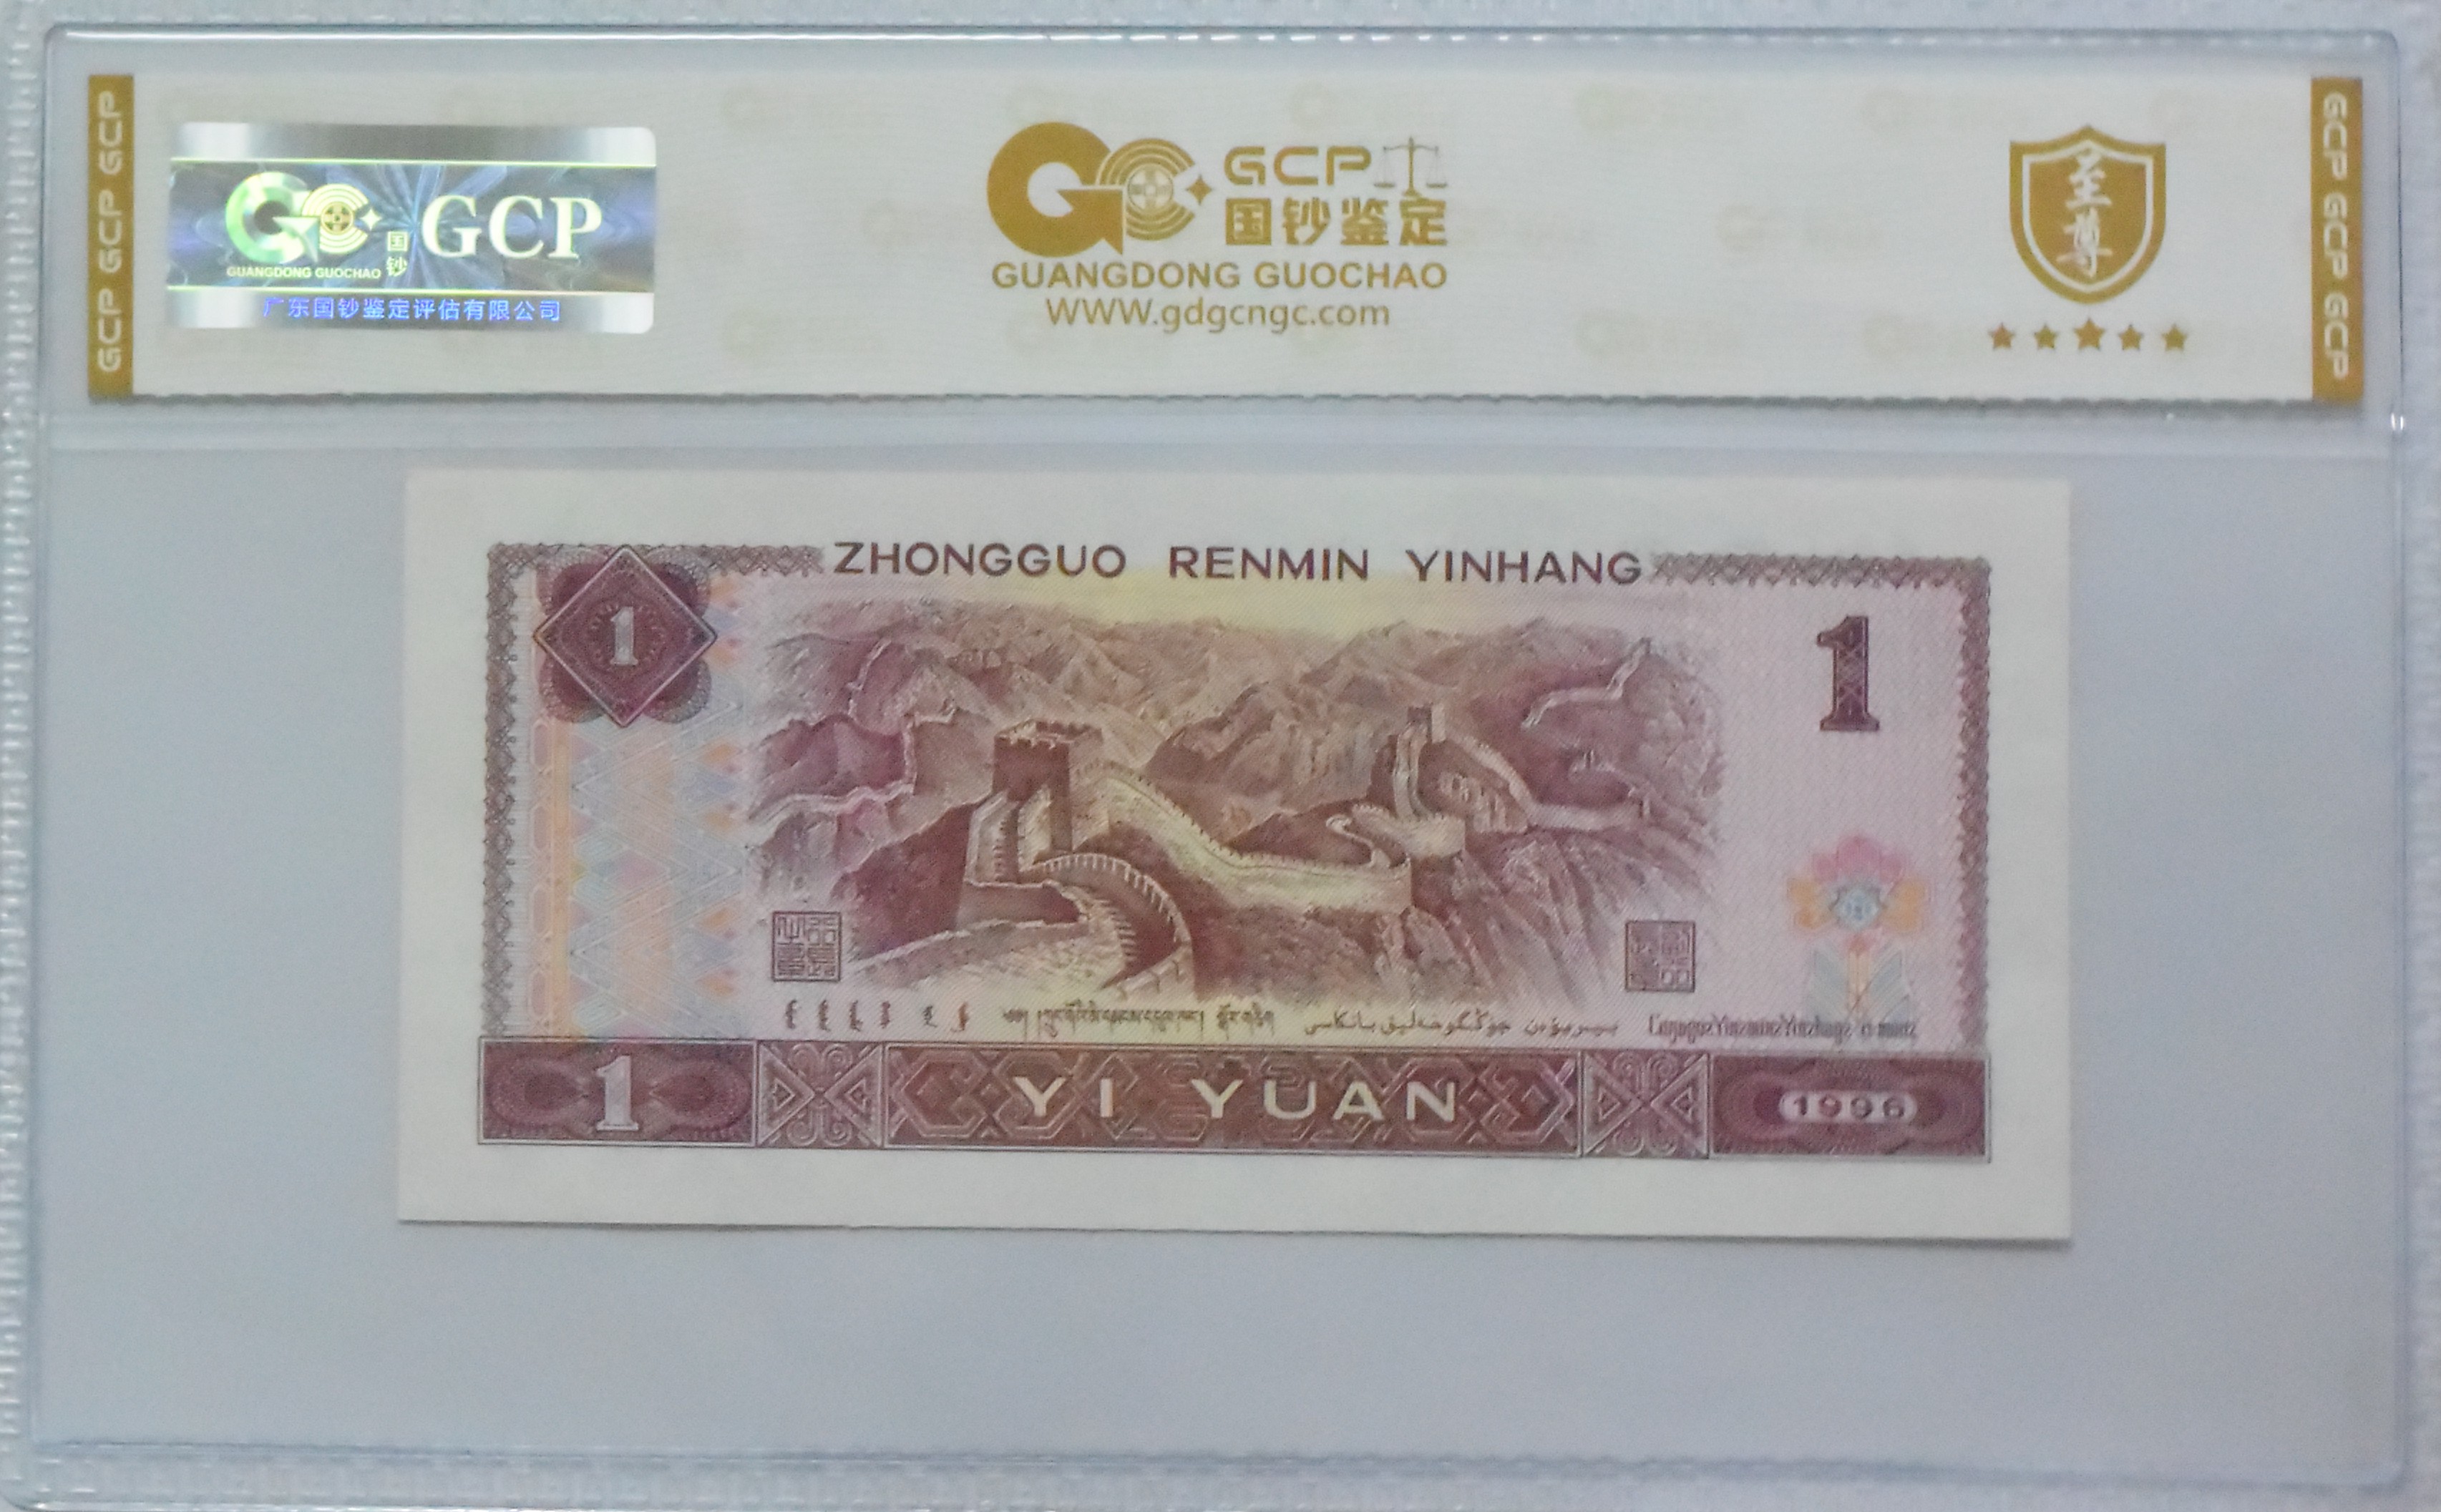 GCP GCP GCP
国钞
GCP
GUANGDONG GUOCHAO
广东国钞鉴定评估有限公司
GCP
国钞鉴定
GUANGDONG GUOCHAO
WWW.gdgcngc.com
至尊
GCP GCP GCP
ZHONGGUO RENMIN YINHANG
1
1
1
YI YUAN
1996